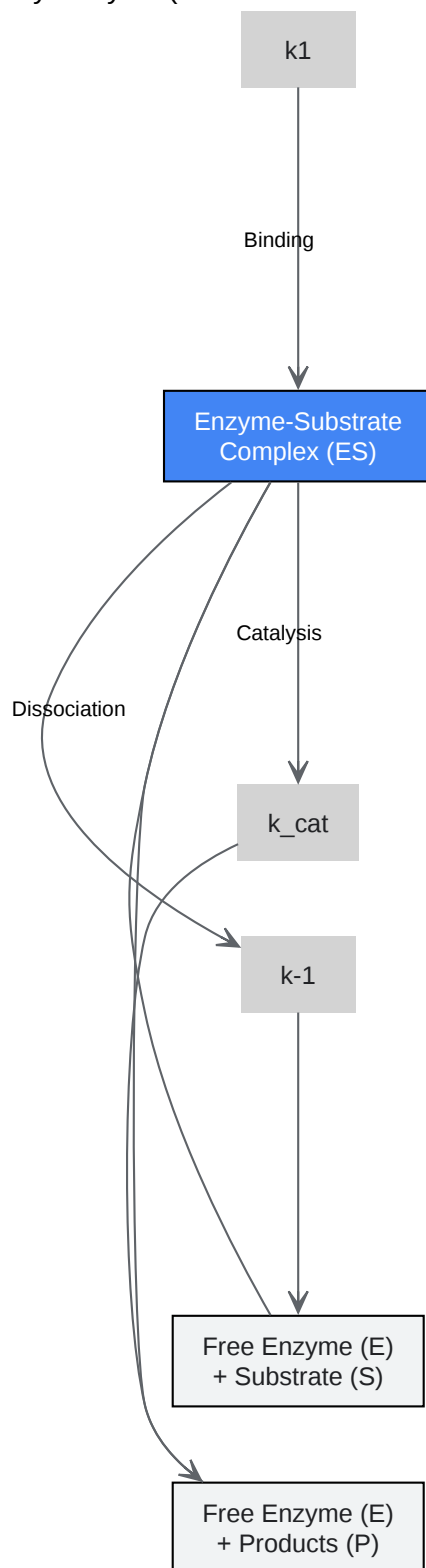 k1
Binding
Enzyme-Substrate
Complex (ES)
Catalysis
Dissociation
k_cat
k-1
Free Enzyme (E)
+ Substrate (S)
Free Enzyme (E)
+ Products (P)